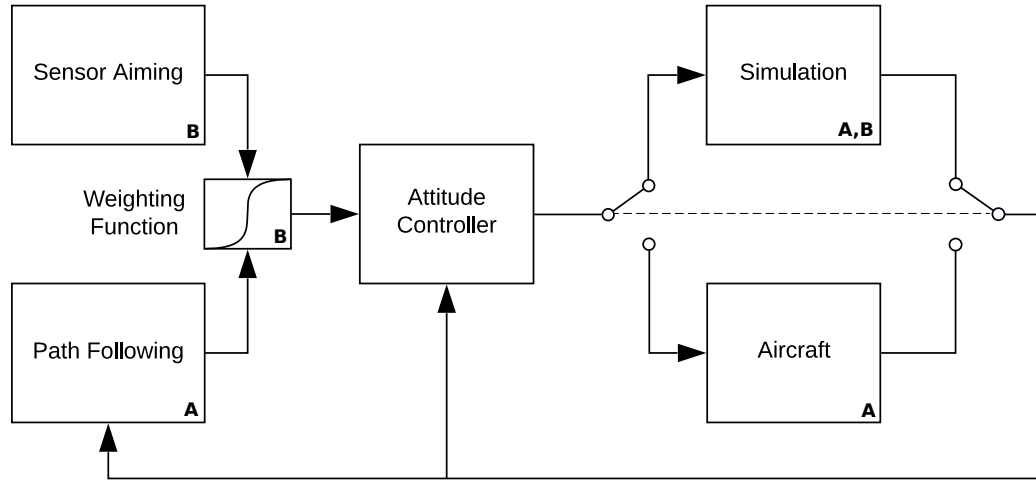 Sensor Aiming
B
Weighting
Function
B
Path Following
A
Attitude
Controller
Simulation
A,B
Aircraft
A